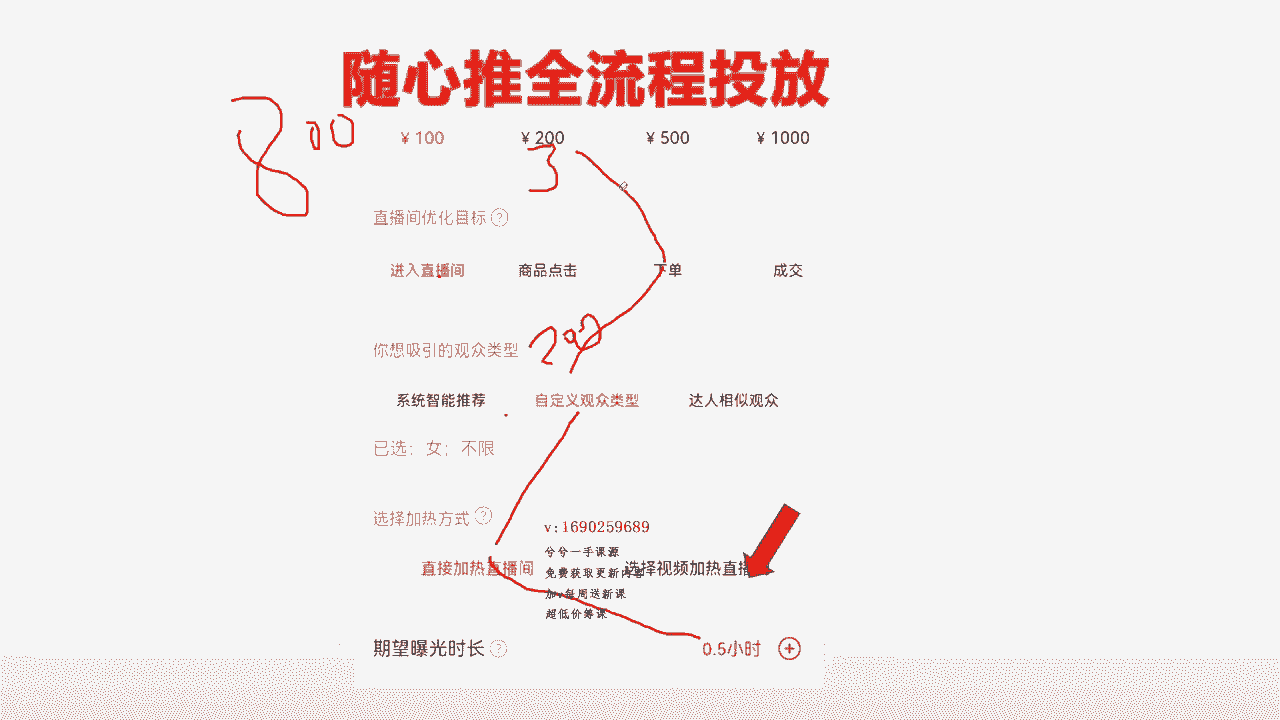 随心推全流程投放
800
¥ 100 ¥ 200 ¥ 500 ¥ 1000
3
直播间优化目标 ?
进入直播间 商品点击 下单 成交
200
你想吸引的观众类型
系统智能推荐 自定义观众类型 达人相似观众
已选：女；不限
选择加热方式 ?
v:1690259689
兮兮一手课源
直接加热直播间 选择视频加热直播
免费获取更新内容
加v每周送新课
超低价筹课
期望曝光时长 ? 0.5小时 +